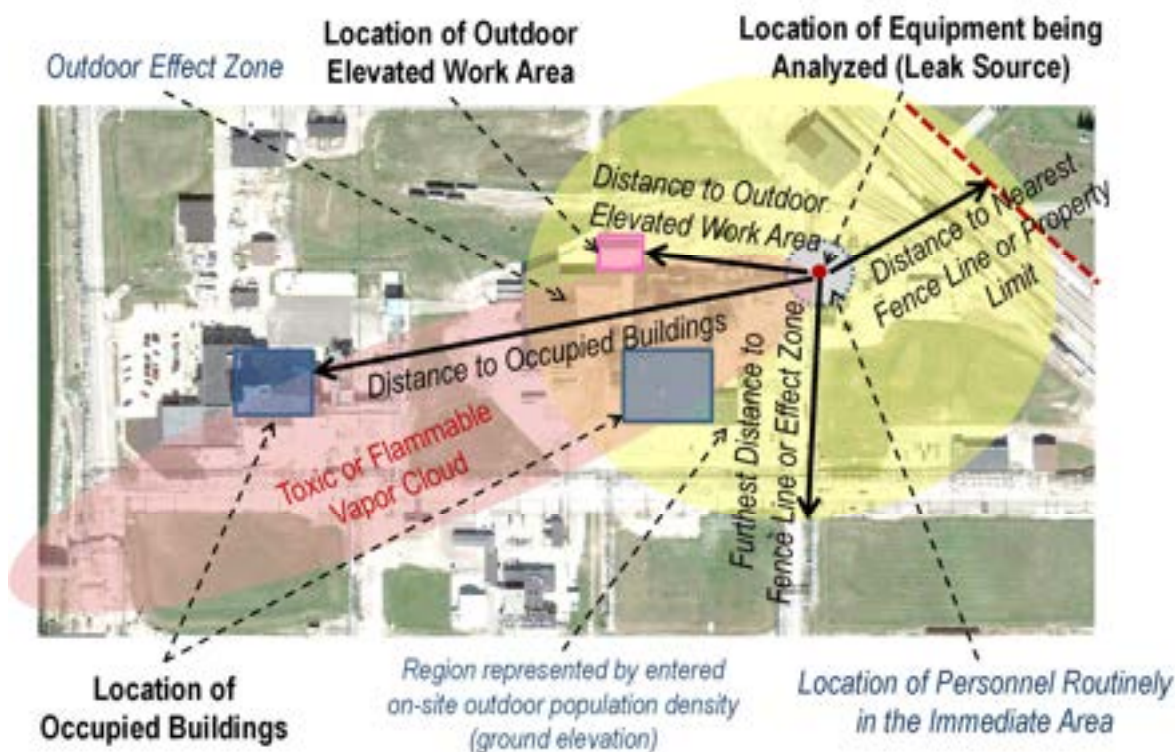 Outdoor Effect Zone
Location of Outdoor
Elevated Work Area
Location of Equipment being
Analyzed (Leak Source)
Distance to Outdoor
Elevated Work Area
Distance to Nearest
Fence Line or Property
Limit
Distance to Occupied Buildings
Furthest Distance to
Fence Line or Effect Zone
Toxic or Flammable
Vapor Cloud
Location of
Occupied Buildings
Region represented by entered
on-site outdoor population density
(ground elevation)
Location of Personnel Routinely
in the Immediate Area